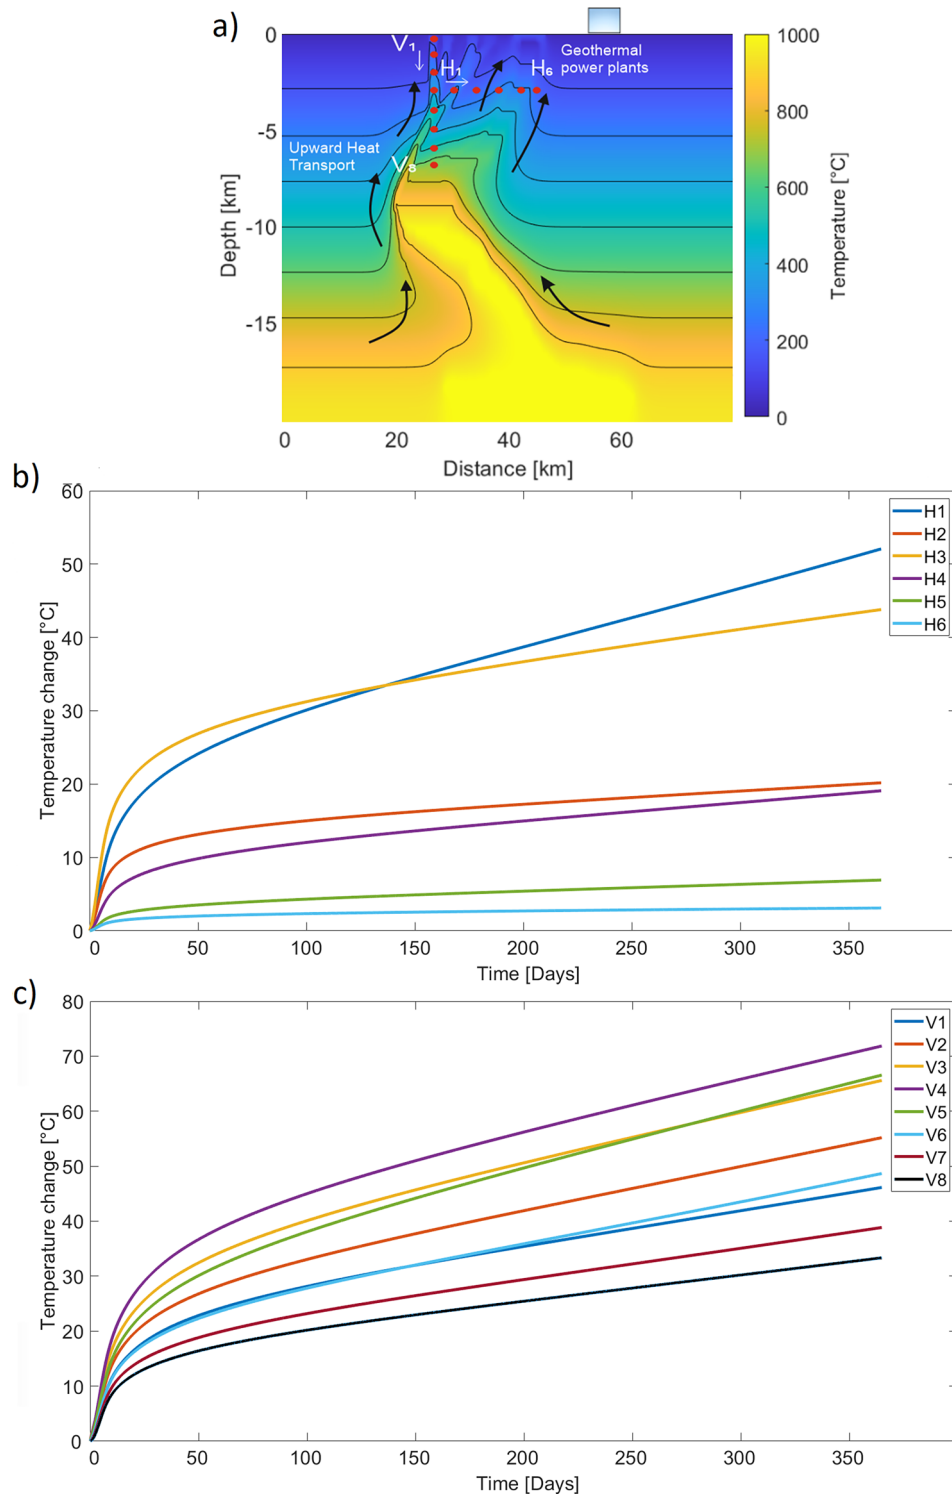 a)
0
-5
-10
-15
Depth [km]
V₁
H₁
H₆
V₈
Geothermal
power plants
Upward Heat
Transport
0 20 40 60
Distance [km]
1000
800
600
400
200
0
Temperature [°C]
b)
60
50
40
30
20
10
0
Temperature change [°C]
H1
H2
H3
H4
H5
H6
0 50 100 150 200 250 300 350
Time [Days]
c)
80
70
60
50
40
30
20
10
0
Temperature change [°C]
V1
V2
V3
V4
V5
V6
V7
V8
0 50 100 150 200 250 300 350
Time [Days]